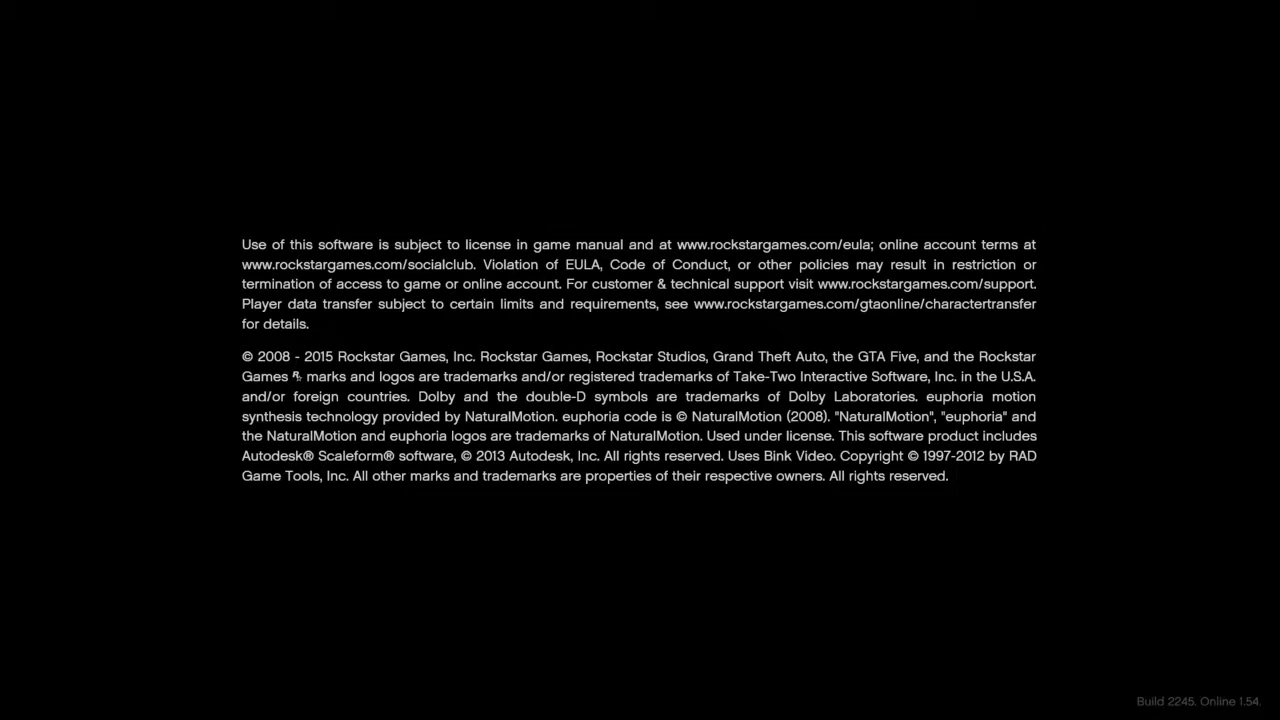 Use of this software is subject to license in game manual and at www.rockstargames.com/eula; online account terms at
www.rockstargames.com/socialclub. Violation of EULA, Code of Conduct, or other policies may result in restriction or
termination of access to game or online account. For customer & technical support visit www.rockstargames.com/support.
Player data transfer subject to certain limits and requirements, see www.rockstargames.com/gtaonline/charactertransfer
for details.
© 2008 - 2015 Rockstar Games, Inc. Rockstar Games, Rockstar Studios, Grand Theft Auto, the GTA Five, and the Rockstar
Games R* marks and logos are trademarks and/or registered trademarks of Take-Two Interactive Software, Inc. in the U.S.A.
and/or foreign countries. Dolby and the double-D symbols are trademarks of Dolby Laboratories. euphoria motion
synthesis technology provided by NaturalMotion. euphoria code is © NaturalMotion (2008). "NaturalMotion", "euphoria" and
the NaturalMotion and euphoria logos are trademarks of NaturalMotion. Used under license. This software product includes
Autodesk® Scaleform® software, © 2013 Autodesk, Inc. All rights reserved. Uses Bink Video. Copyright © 1997-2012 by RAD
Game Tools, Inc. All other marks and trademarks are properties of their respective owners. All rights reserved.
Build 2245. Online 1.54.